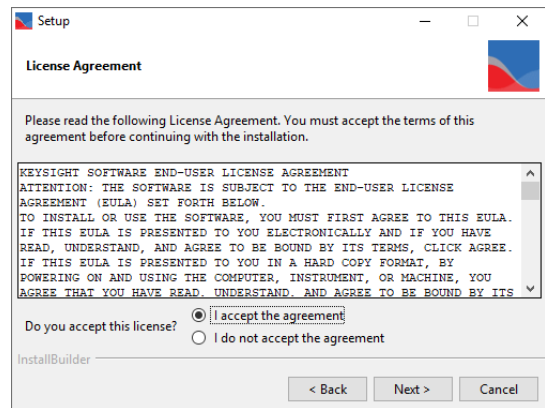 Setup
License Agreement
Please read the following License Agreement. You must accept the terms of this
agreement before continuing with the installation.
KEYSIGHT SOFTWARE END-USER LICENSE AGREEMENT
ATTENTION: THE SOFTWARE IS SUBJECT TO THE END-USER LICENSE
AGREEMENT (EULA) SET FORTH BELOW.
TO INSTALL OR USE THE SOFTWARE, YOU MUST FIRST AGREE TO THIS EULA.
IF THIS EULA IS PRESENTED TO YOU ELECTRONICALLY AND IF YOU HAVE
READ, UNDERSTAND, AND AGREE TO BE BOUND BY ITS TERMS, CLICK AGREE.
IF THIS EULA IS PRESENTED TO YOU IN A HARD COPY FORMAT, BY
POWERING ON AND USING THE COMPUTER, INSTRUMENT, OR MACHINE, YOU
AGREE THAT YOU HAVE READ, UNDERSTAND, AND AGREE TO BE BOUND BY ITS
Do you accept this license?
I accept the agreement
I do not accept the agreement
InstallBuilder
< Back Next > Cancel